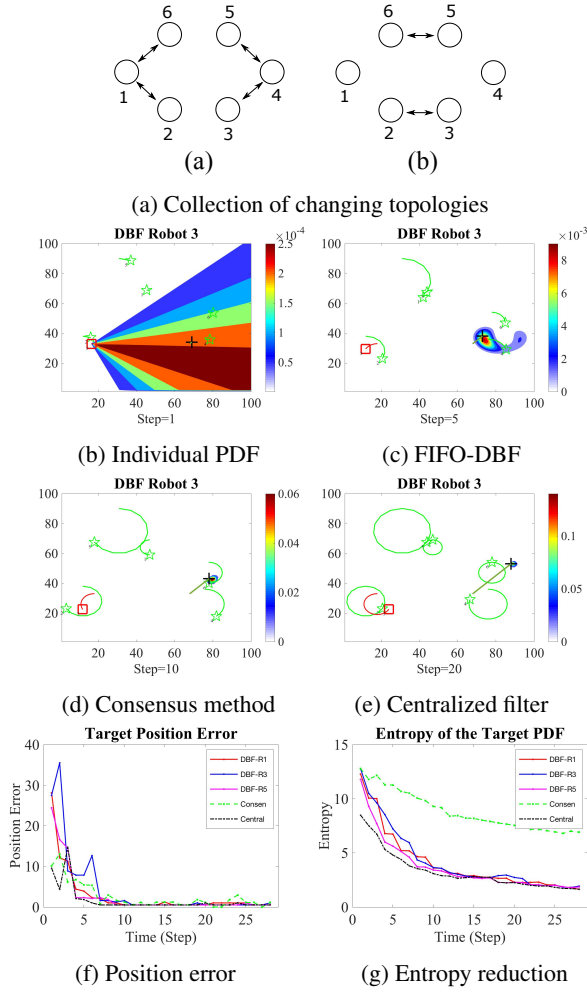 6 5 6 5
1 4 1 4
2 3 2 3
(a) (b)
(a) Collection of changing topologies
DBF Robot 3
×10⁻⁴
100
80
60
40
20
20 40 60 80 100
Step=1
2.5
2
1.5
1
0.5
0
(b) Individual PDF
DBF Robot 3
×10⁻³
100
80
60
40
20
20 40 60 80 100
Step=5
8
6
4
2
0
(c) FIFO-DBF
DBF Robot 3
100
80
60
40
20
20 40 60 80 100
Step=10
0.06
0.04
0.02
0
(d) Consensus method
DBF Robot 3
100
80
60
40
20
20 40 60 80 100
Step=20
0.1
0.05
0
(e) Centralized filter
Target Position Error
Position Error
40
30
20
10
0
0 5 10 15 20 25
Time (Step)
DBF-R1
DBF-R3
DBF-R5
Consen
Central
(f) Position error
Entropy of the Target PDF
Entropy
15
10
5
0
0 5 10 15 20 25
Time (Step)
DBF-R1
DBF-R3
DBF-R5
Consen
Central
(g) Entropy reduction